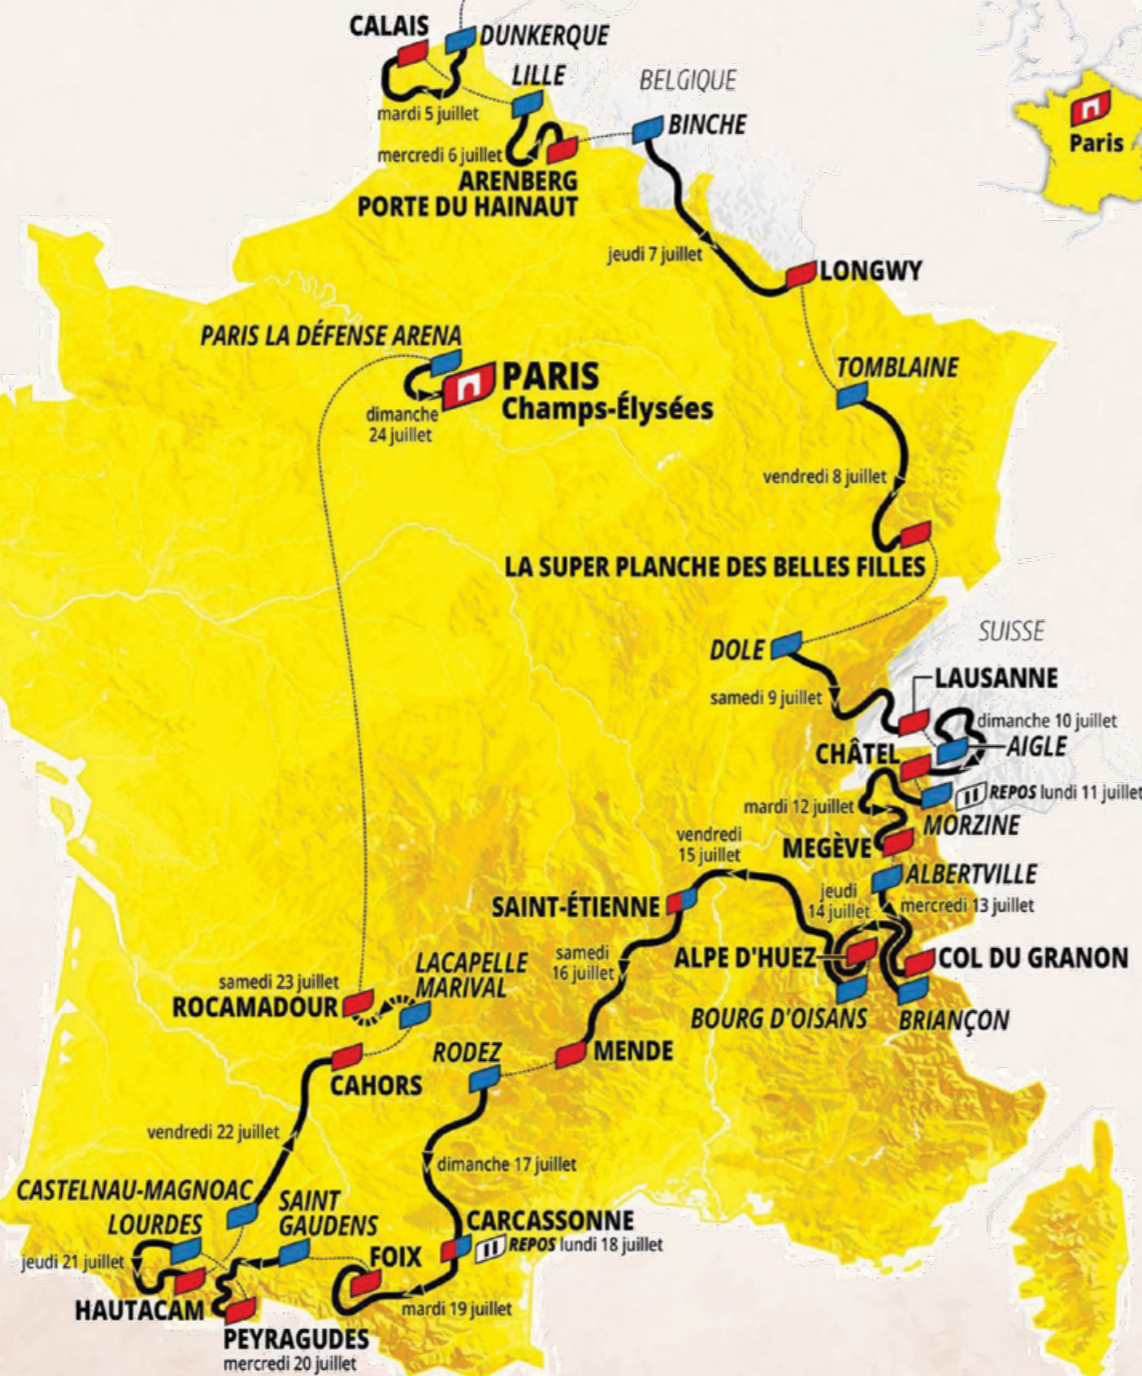 CALAIS
DUNKERQUE
LILLE
BELGIQUE
mardi 5 juillet
BINCHE
Paris
mercredi 6 juillet
ARENBERG
PORTE DU HAINAUT
jeudi 7 juillet
LONGWY
PARIS LA DÉFENSE ARENA
PARIS
Champs-Élysées
dimanche
24 juillet
TOMBLAINE
vendredi 8 juillet
LA SUPER PLANCHE DES BELLES FILLES
SUISSE
DOLE
LAUSANNE
samedi 9 juillet
dimanche 10 juillet
AIGLE
CHÂTEL
REPOS lundi 11 juillet
mardi 12 juillet
MORZINE
vendredi
15 juillet
MEGÈVE
ALBERTVILLE
jeudi
14 juillet
mercredi 13 juillet
SAINT-ÉTIENNE
samedi
16 juillet
ALPE D'HUEZ
COL DU GRANON
LACAPELLE
MARIVAL
samedi 23 juillet
ROCAMADOUR
BOURG D'OISANS
BRIANÇON
RODEZ
MENDE
CAHORS
vendredi 22 juillet
dimanche 17 juillet
CASTELNAU-MAGNOAC
SAINT
GAUDENS
LOURDES
CARCASSONNE
REPOS lundi 18 juillet
jeudi 21 juillet
FOIX
HAUTACAM
mardi 19 juillet
PEYRAGUDES
mercredi 20 juillet